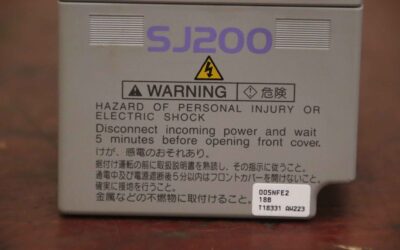 SJ200
WARNING 危険
HAZARD OF PERSONAL INJURY OR
ELECTRIC SHOCK
Disconnect incoming power and wait
5 minutes before opening front cover.
けが、感電のおそれあり。
据付け運転の前に取扱説明書を熟読し、その指示に従うこと。
通電中及び電源遮断後5分以内はフロントカバーを開けないこと。
確実に接地を行うこと。
金属などの不燃物に取付けること。
005NFE2
18B